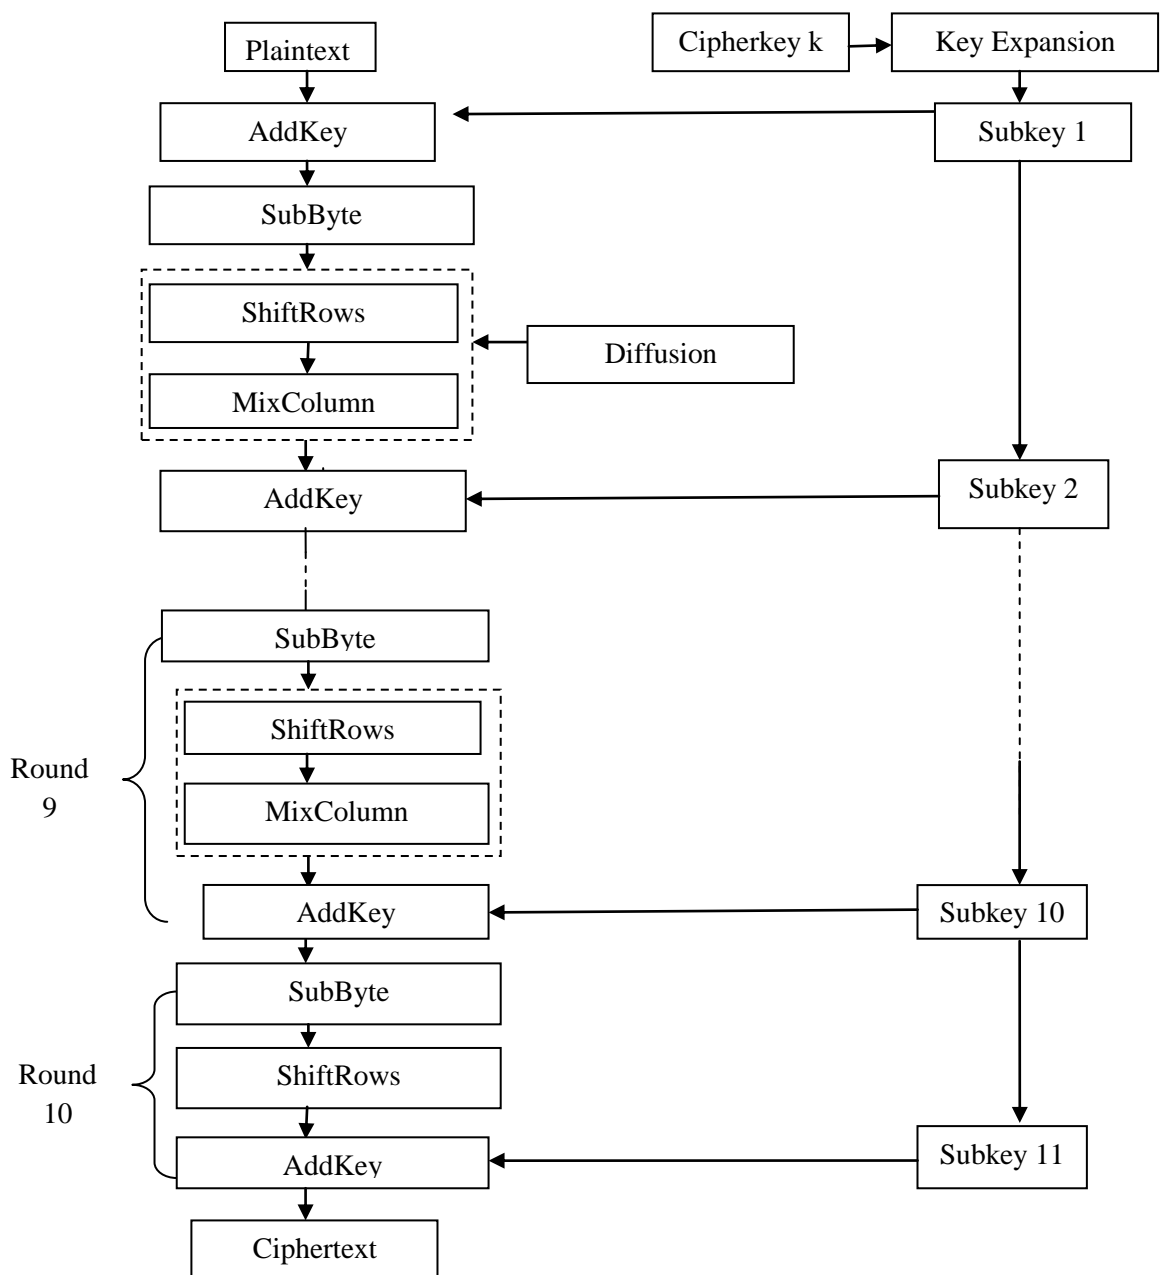 Plaintext
Cipherkey k
Key Expansion
AddKey
Subkey 1
SubByte
ShiftRows
Diffusion
MixColumn
AddKey
Subkey 2
SubByte
ShiftRows
Round
9
MixColumn
AddKey
Subkey 10
SubByte
ShiftRows
Round
10
AddKey
Subkey 11
Ciphertext